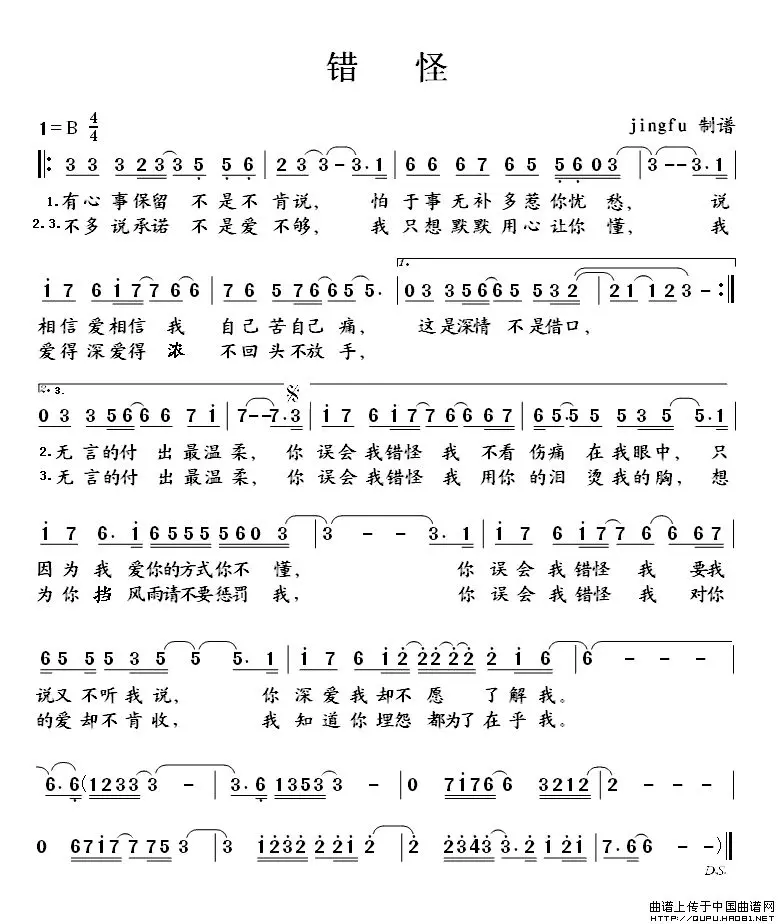 错 怪
1=B 4/4
jingfu 制谱
3 3 3 2 3 3 5 5 6 | 2 3 3 - 3. 1 | 6 6 6 7 6 5 5 6 0 3 | 3 - - 3. 1
1.有心事保留 不是不 肯说, 怕 于事 无补多惹你忧 愁, 说
2.3.不多说承诺 不是爱 不够, 我 只想 默默用心让你 懂, 我
i 7 6 i 7 7 6 6 | 7 6 5 7 6 6 5 5. | 1. 0 3 3 5 6 6 5 5 3 2 | 2 1 1 2 3 - :
相信 爱相信 我 自己 苦自己 痛, 这是深情 不是借口,
爱得深爱得 浓 不回头不放 手,
2. 3.
0 3 3 3 5 6 6 6 7 i | 7 - - 7. 3 | i 7 6 i 7 7 6 6 6 7 | 6 5. 5 5 5 3 5 5. 1
2.无言的付 出最温柔, 你 误会 我错怪 我 不看 伤痛 在我眼中, 只
3.无言的付 出最温柔, 你 误会 我错怪 我 用你 的泪 烫我的胸, 想
i 7 6. i 6 5 5 5 5 6 0 3 | 3 - - 3. 1 | i 7 6 i 7 7 6 6 6 7
因为 我 爱你的方式你不 懂, 你 误会 我错怪 我 要我
为你 挡 风雨请不要惩罚 我, 你 误会 我错怪 我 对你
6 5 5 5 5 3 5 5 5 5. 1 | i 7 6 i 2 2 2 2 2 2 i 6 | 6 - - -
说又 不听我说, 你 深爱 我却不 愿 了解我。
的爱 却不肯收, 我 知道 你埋怨 都为了在乎我。
6. 6 (1 2 3 3 3 - | 3. 6 1 3 5 3 3 - | 0 7 i 7 6 6 3 2 1 2 | 2 - - -
0 6 7 i 7 7 7 5 3 | 3 i 2 3 2 2 2 i 2 | 2 2 3 4 3 3. 2 i 2 i | 7. 6 6 - -)
D.S.
曲谱上传于中国曲谱网
http://QUPU.HAO81.NET